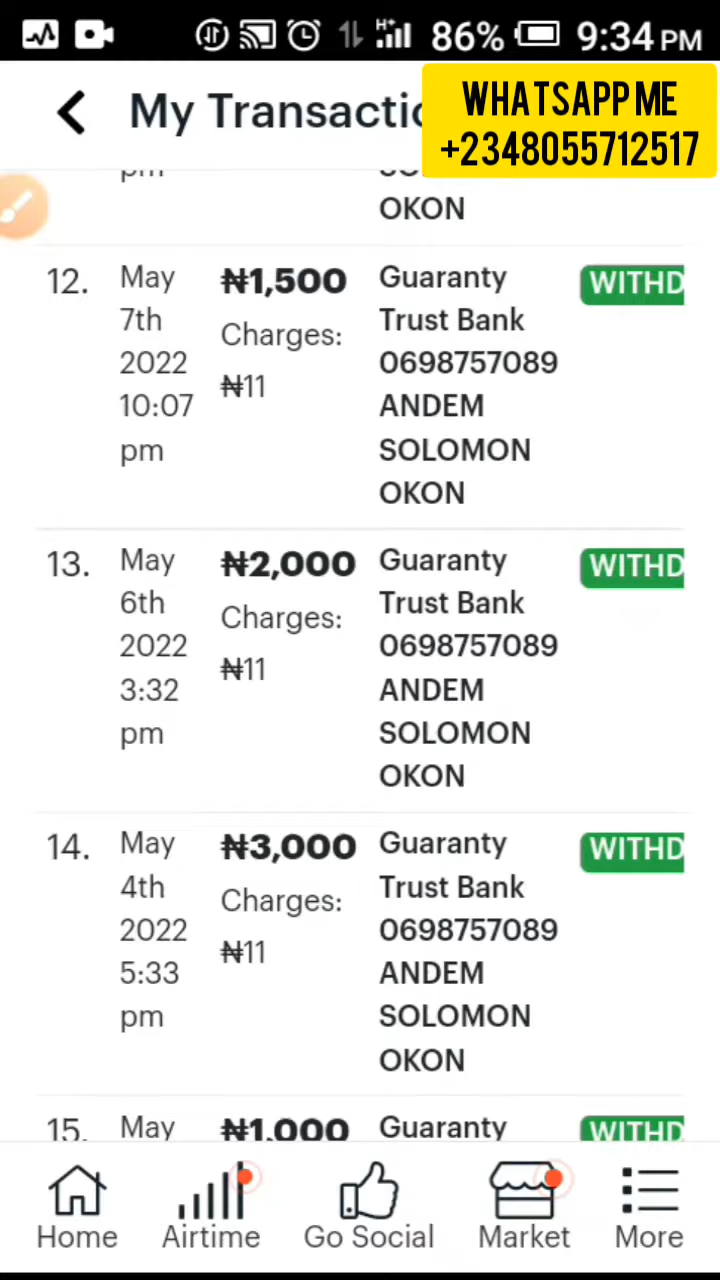 H+ 86% 9:34 PM
My Transactio
WHATSAPP ME
+2348055712517
pm
OKON
12. May 7th 2022 10:07 pm
₦1,500
Charges:
₦11
Guaranty
Trust Bank
0698757089
ANDEM
SOLOMON
OKON
WITHD
13. May 6th 2022 3:32 pm
₦2,000
Charges:
₦11
Guaranty
Trust Bank
0698757089
ANDEM
SOLOMON
OKON
WITHD
14. May 4th 2022 5:33 pm
₦3,000
Charges:
₦11
Guaranty
Trust Bank
0698757089
ANDEM
SOLOMON
OKON
WITHD
15. May ₦1,000 Guaranty WITHD
Home Airtime Go Social Market More